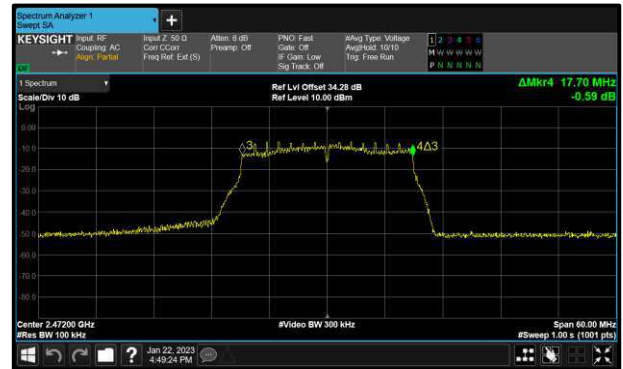 Spectrum Analyzer 1
Swept SA
+
KEYSIGHT Input: RF Input Z: 50 Ω Atten: 6 dB PNO: Fast #Avg Type: Voltage 1 2 3 4 5 6
Coupling: AC Corr CCorr Preamp: Off Gate: Off Avg|Hold: 10/10 M W W W W W
Align: Partial Freq Ref: Ext (S) IF Gain: Low Trig: Free Run
Sig Track: Off P N N N N N
1 Spectrum Ref Lvl Offset 34.28 dB ΔMkr4 17.70 MHz
Scale/Div 10 dB Ref Level 10.00 dBm -0.59 dB
Log
0.00
3 4Δ3
-10.0
-20.0
-30.0
-40.0
-50.0
-60.0
-70.0
-80.0
Center 2.47200 GHz #Video BW 300 kHz Span 60.00 MHz
#Res BW 100 kHz #Sweep 1.00 s (1001 pts)
? Jan 22, 2023
4:49:24 PM